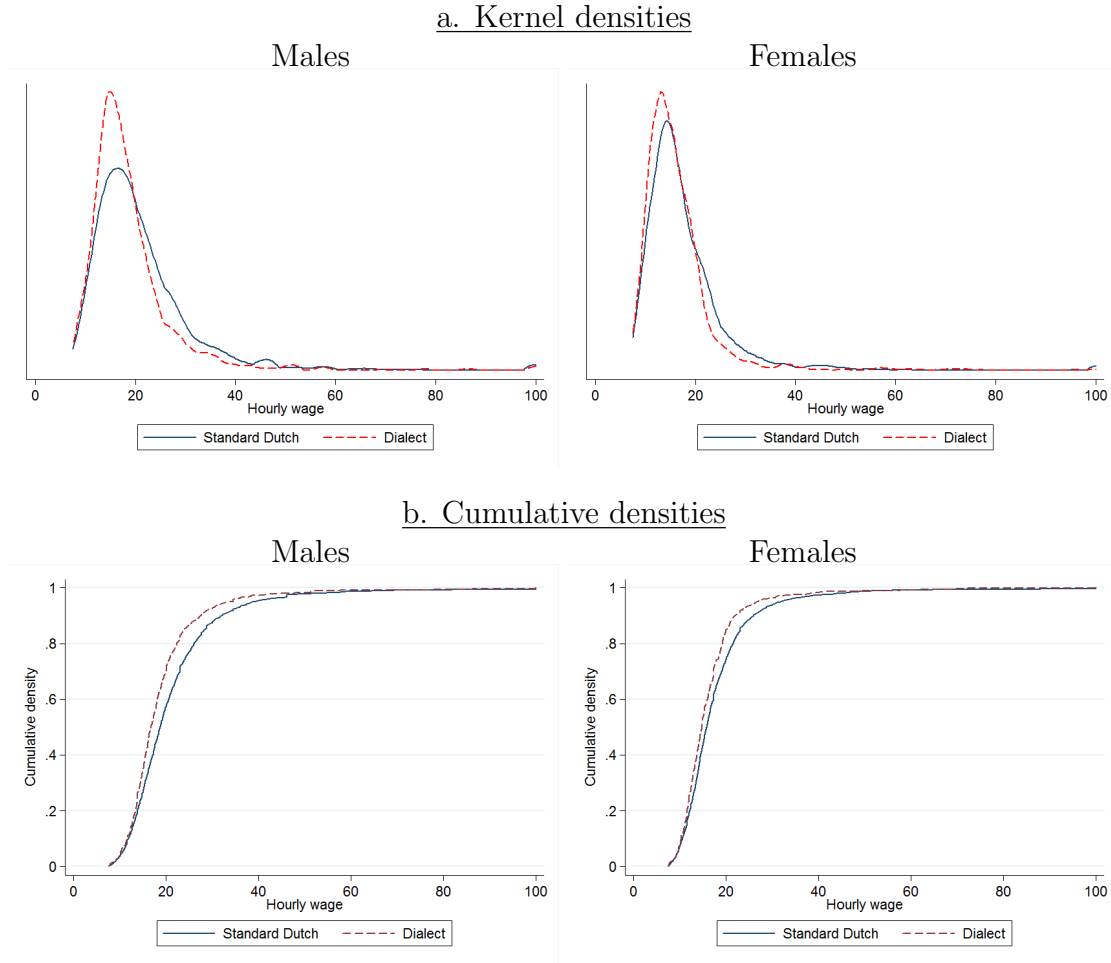 a. Kernel densities
Males
Females
0 20 40 60 80 100
Hourly wage
Standard Dutch Dialect
0 20 40 60 80 100
Hourly wage
Standard Dutch Dialect
b. Cumulative densities
Males
Females
1
.8
.6
.4
.2
0
Cumulative density
0 20 40 60 80 100
Hourly wage
Standard Dutch Dialect
1
.8
.6
.4
.2
0
Cumulative density
0 20 40 60 80 100
Hourly wage
Standard Dutch Dialect